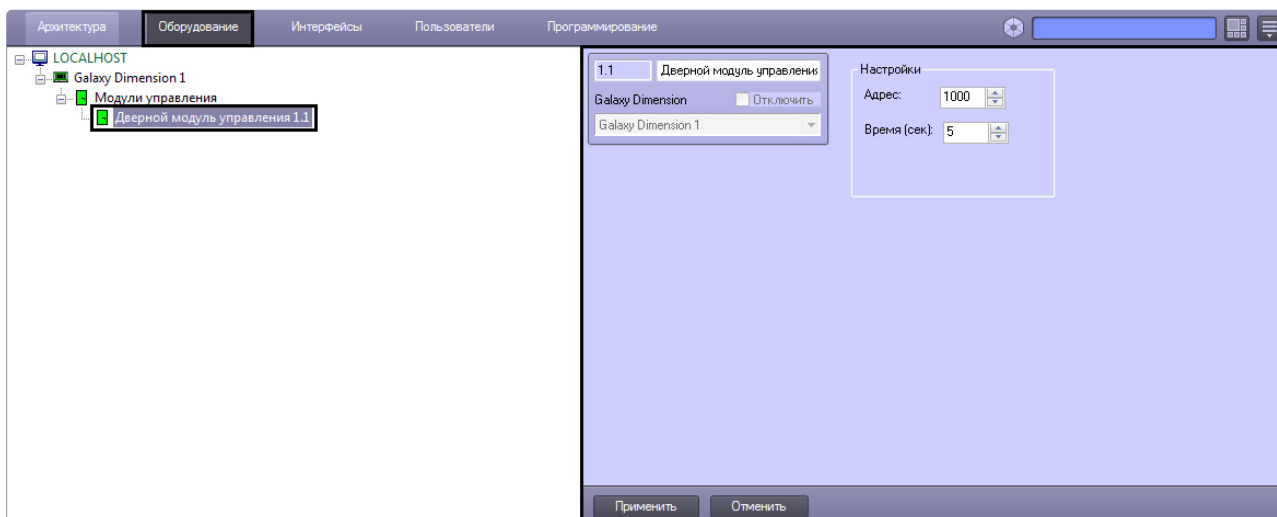 Архитектура Оборудование Интерфейсы Пользователи Программирование
LOCALHOST
Galaxy Dimension 1
Модули управления
Дверной модуль управления 1.1
1.1 Дверной модуль управления
Galaxy Dimension Отключить
Galaxy Dimension 1
Настройки
Адрес: 1000
Время (сек): 5
Применить Отменить